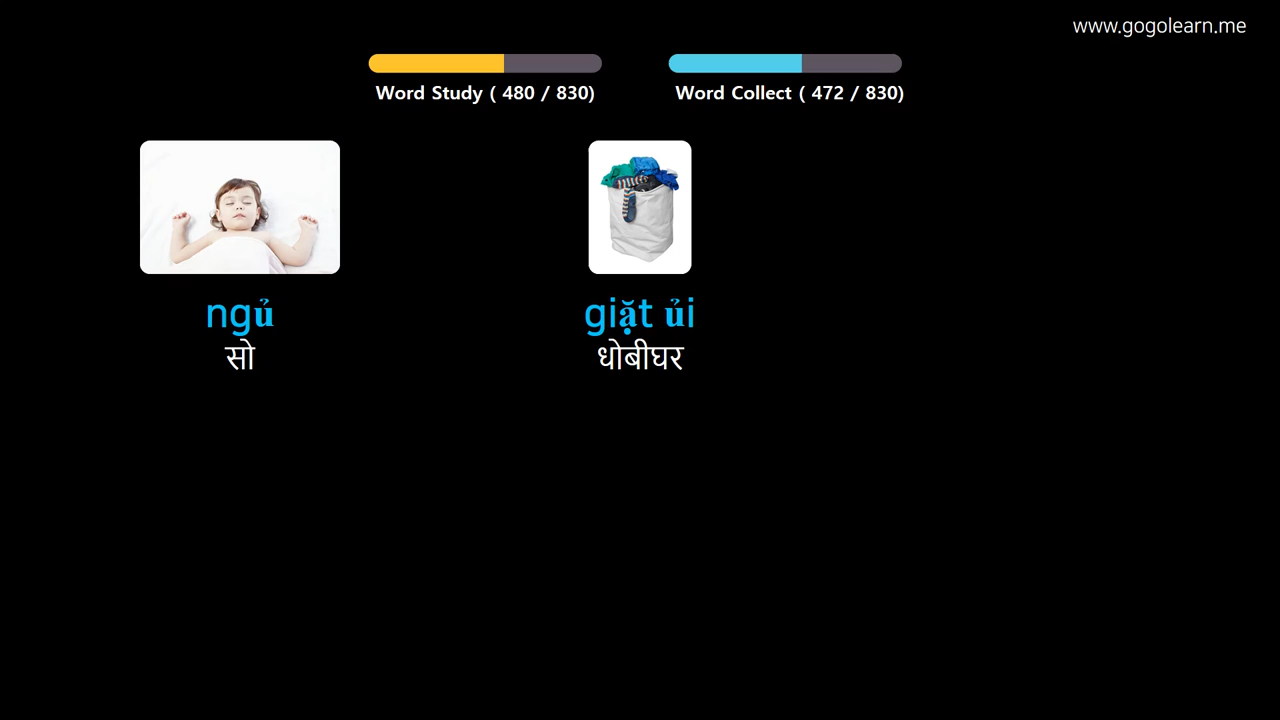 www.gogolearn.me
Word Study ( 480 / 830)
Word Collect ( 472 / 830)
ngủ
सो
giặt ủi
धोबीघर